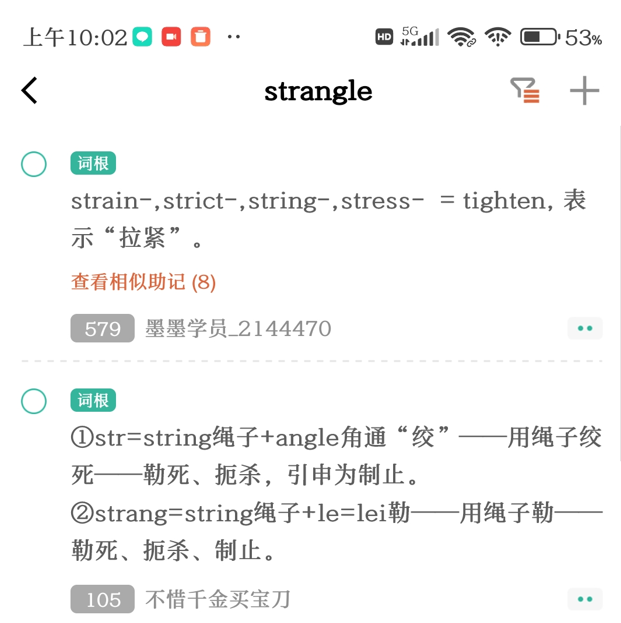 上午10:02
HD 5G 53%
strangle
词根
strain-,strict-,string-,stress- = tighten, 表
示“拉紧”。
查看相似助记 (8)
579 墨墨学员_2144470
词根
①str=string绳子+angle角通“绞”——用绳子绞
死——勒死、扼杀，引申为制止。
②strang=string绳子+le=lei勒——用绳子勒——
勒死、扼杀、制止。
105 不惜千金买宝刀